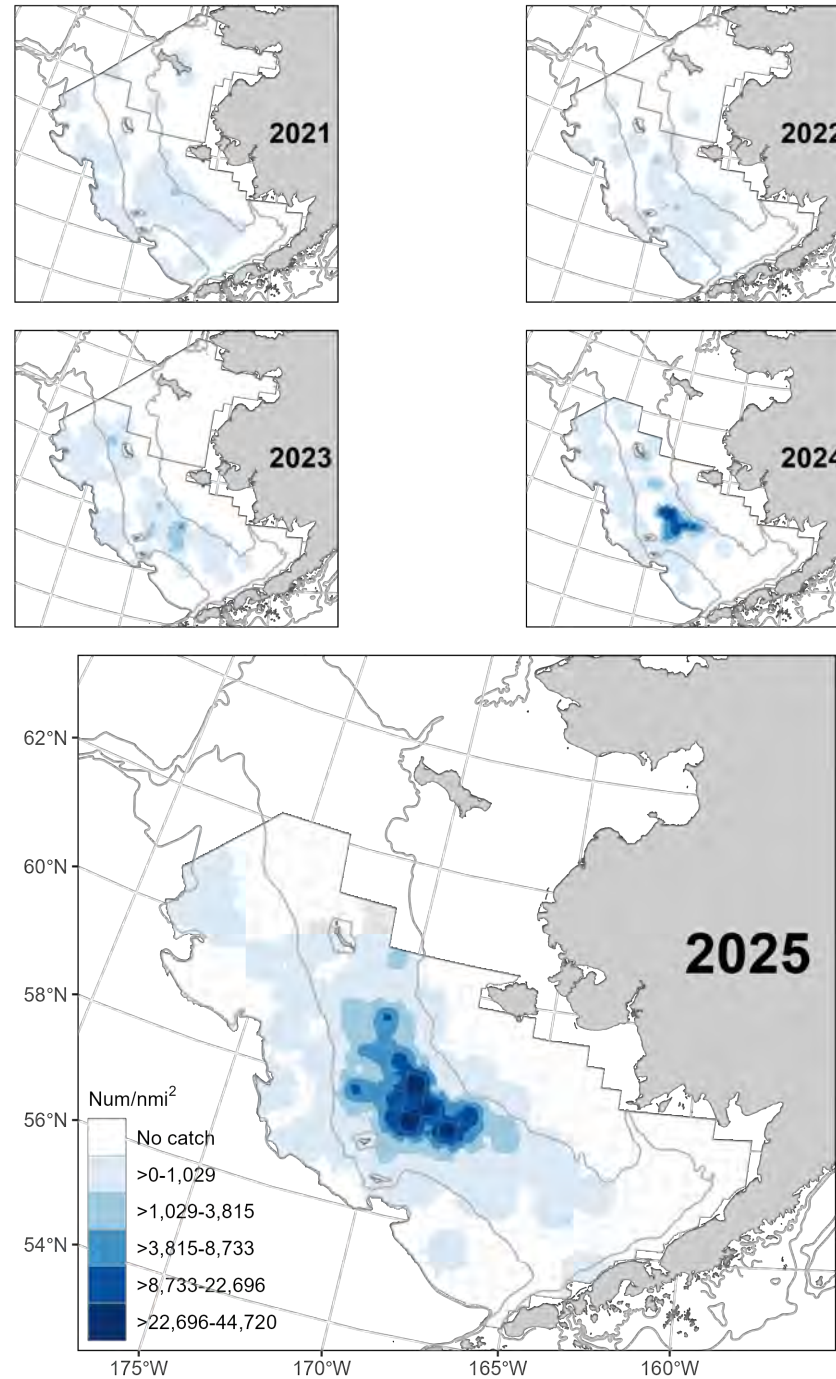 2021
2022
2023
2024
2025
62°N
60°N
58°N
56°N
54°N
Num/nmi²
No catch
>0-1,029
>1,029-3,815
>3,815-8,733
>8,733-22,696
>22,696-44,720
175°W
170°W
165°W
160°W